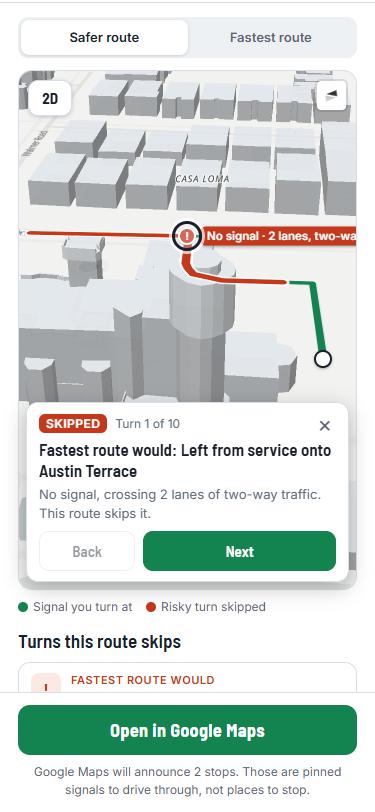 Safer route
Fastest route
2D
CASA LOMA
No signal · 2 lanes, two-wa
SKIPPED Turn 1 of 10
Fastest route would: Left from service onto
Austin Terrace
No signal, crossing 2 lanes of two-way traffic.
This route skips it.
Back
Next
Signal you turn at
Risky turn skipped
Turns this route skips
FASTEST ROUTE WOULD
Open in Google Maps
Google Maps will announce 2 stops. Those are pinned
signals to drive through, not places to stop.